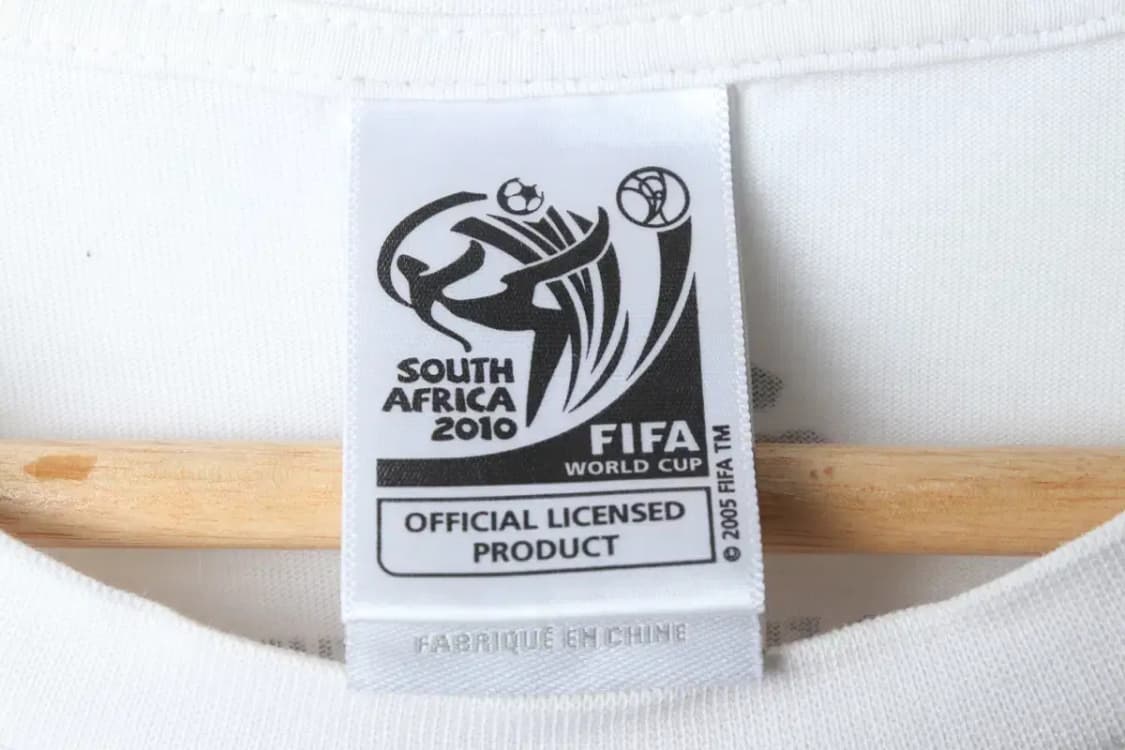 SOUTH
AFRICA
2010
FIFA
WORLD CUP
© 2005 FIFA TM
OFFICIAL LICENSED
PRODUCT
FABRIQUÉ EN CHINE